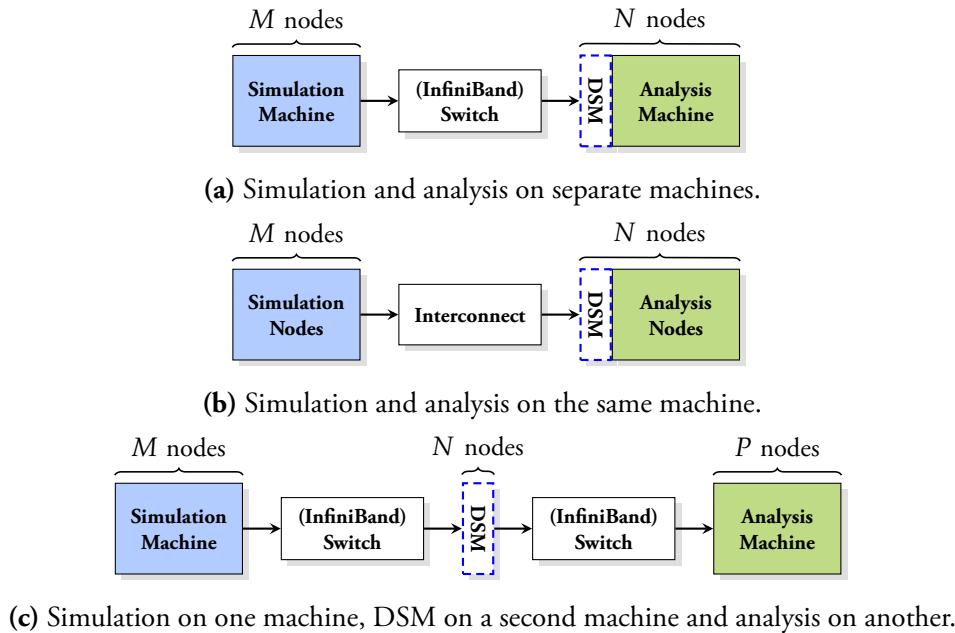 M nodes
N nodes
Simulation
Machine
(InfiniBand)
Switch
DSM
Analysis
Machine
(a) Simulation and analysis on separate machines.
M nodes
N nodes
Simulation
Nodes
Interconnect
DSM
Analysis
Nodes
(b) Simulation and analysis on the same machine.
M nodes
N nodes
P nodes
Simulation
Machine
(InfiniBand)
Switch
DSM
(InfiniBand)
Switch
Analysis
Machine
(c) Simulation on one machine, DSM on a second machine and analysis on another.